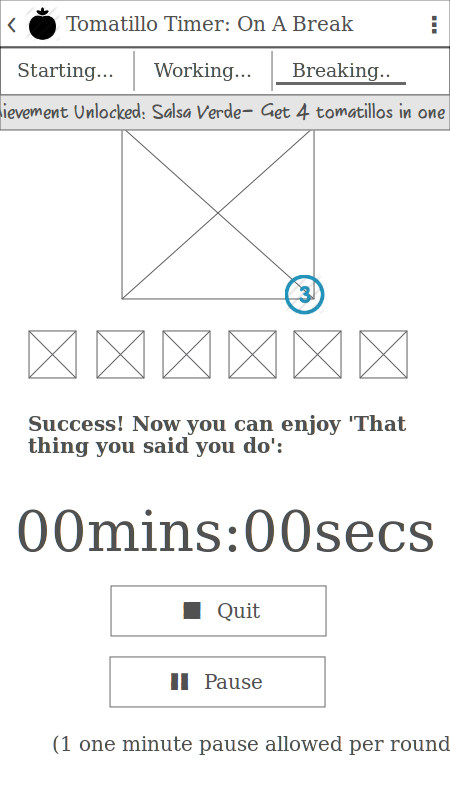 Tomatillo Timer: On A Break
Starting... Working... Breaking..
ievement Unlocked: Salsa Verde- Get 4 tomatillos in one
3
Success! Now you can enjoy 'That
thing you said you do':
00mins:00secs
Quit
Pause
(1 one minute pause allowed per round